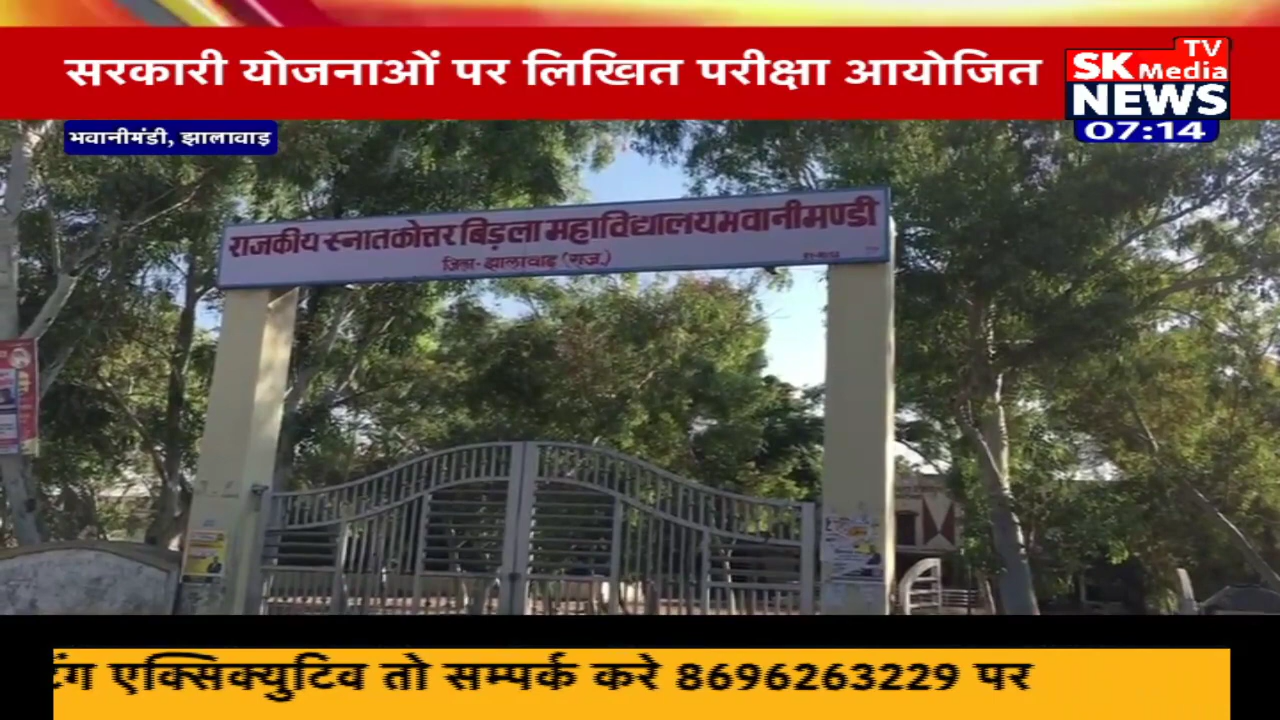 सरकारी योजनाओं पर लिखित परीक्षा आयोजित
TV
SK Media
NEWS
07:14
भवानीमंडी, झालावाड़
राजकीय स्नातकोत्तर बिड़ला महाविद्यालय भवानीमण्डी
जिला-झालावाड़ (राज.)
टिंग एक्सिक्युटिव तो सम्पर्क करे 8696263229 पर